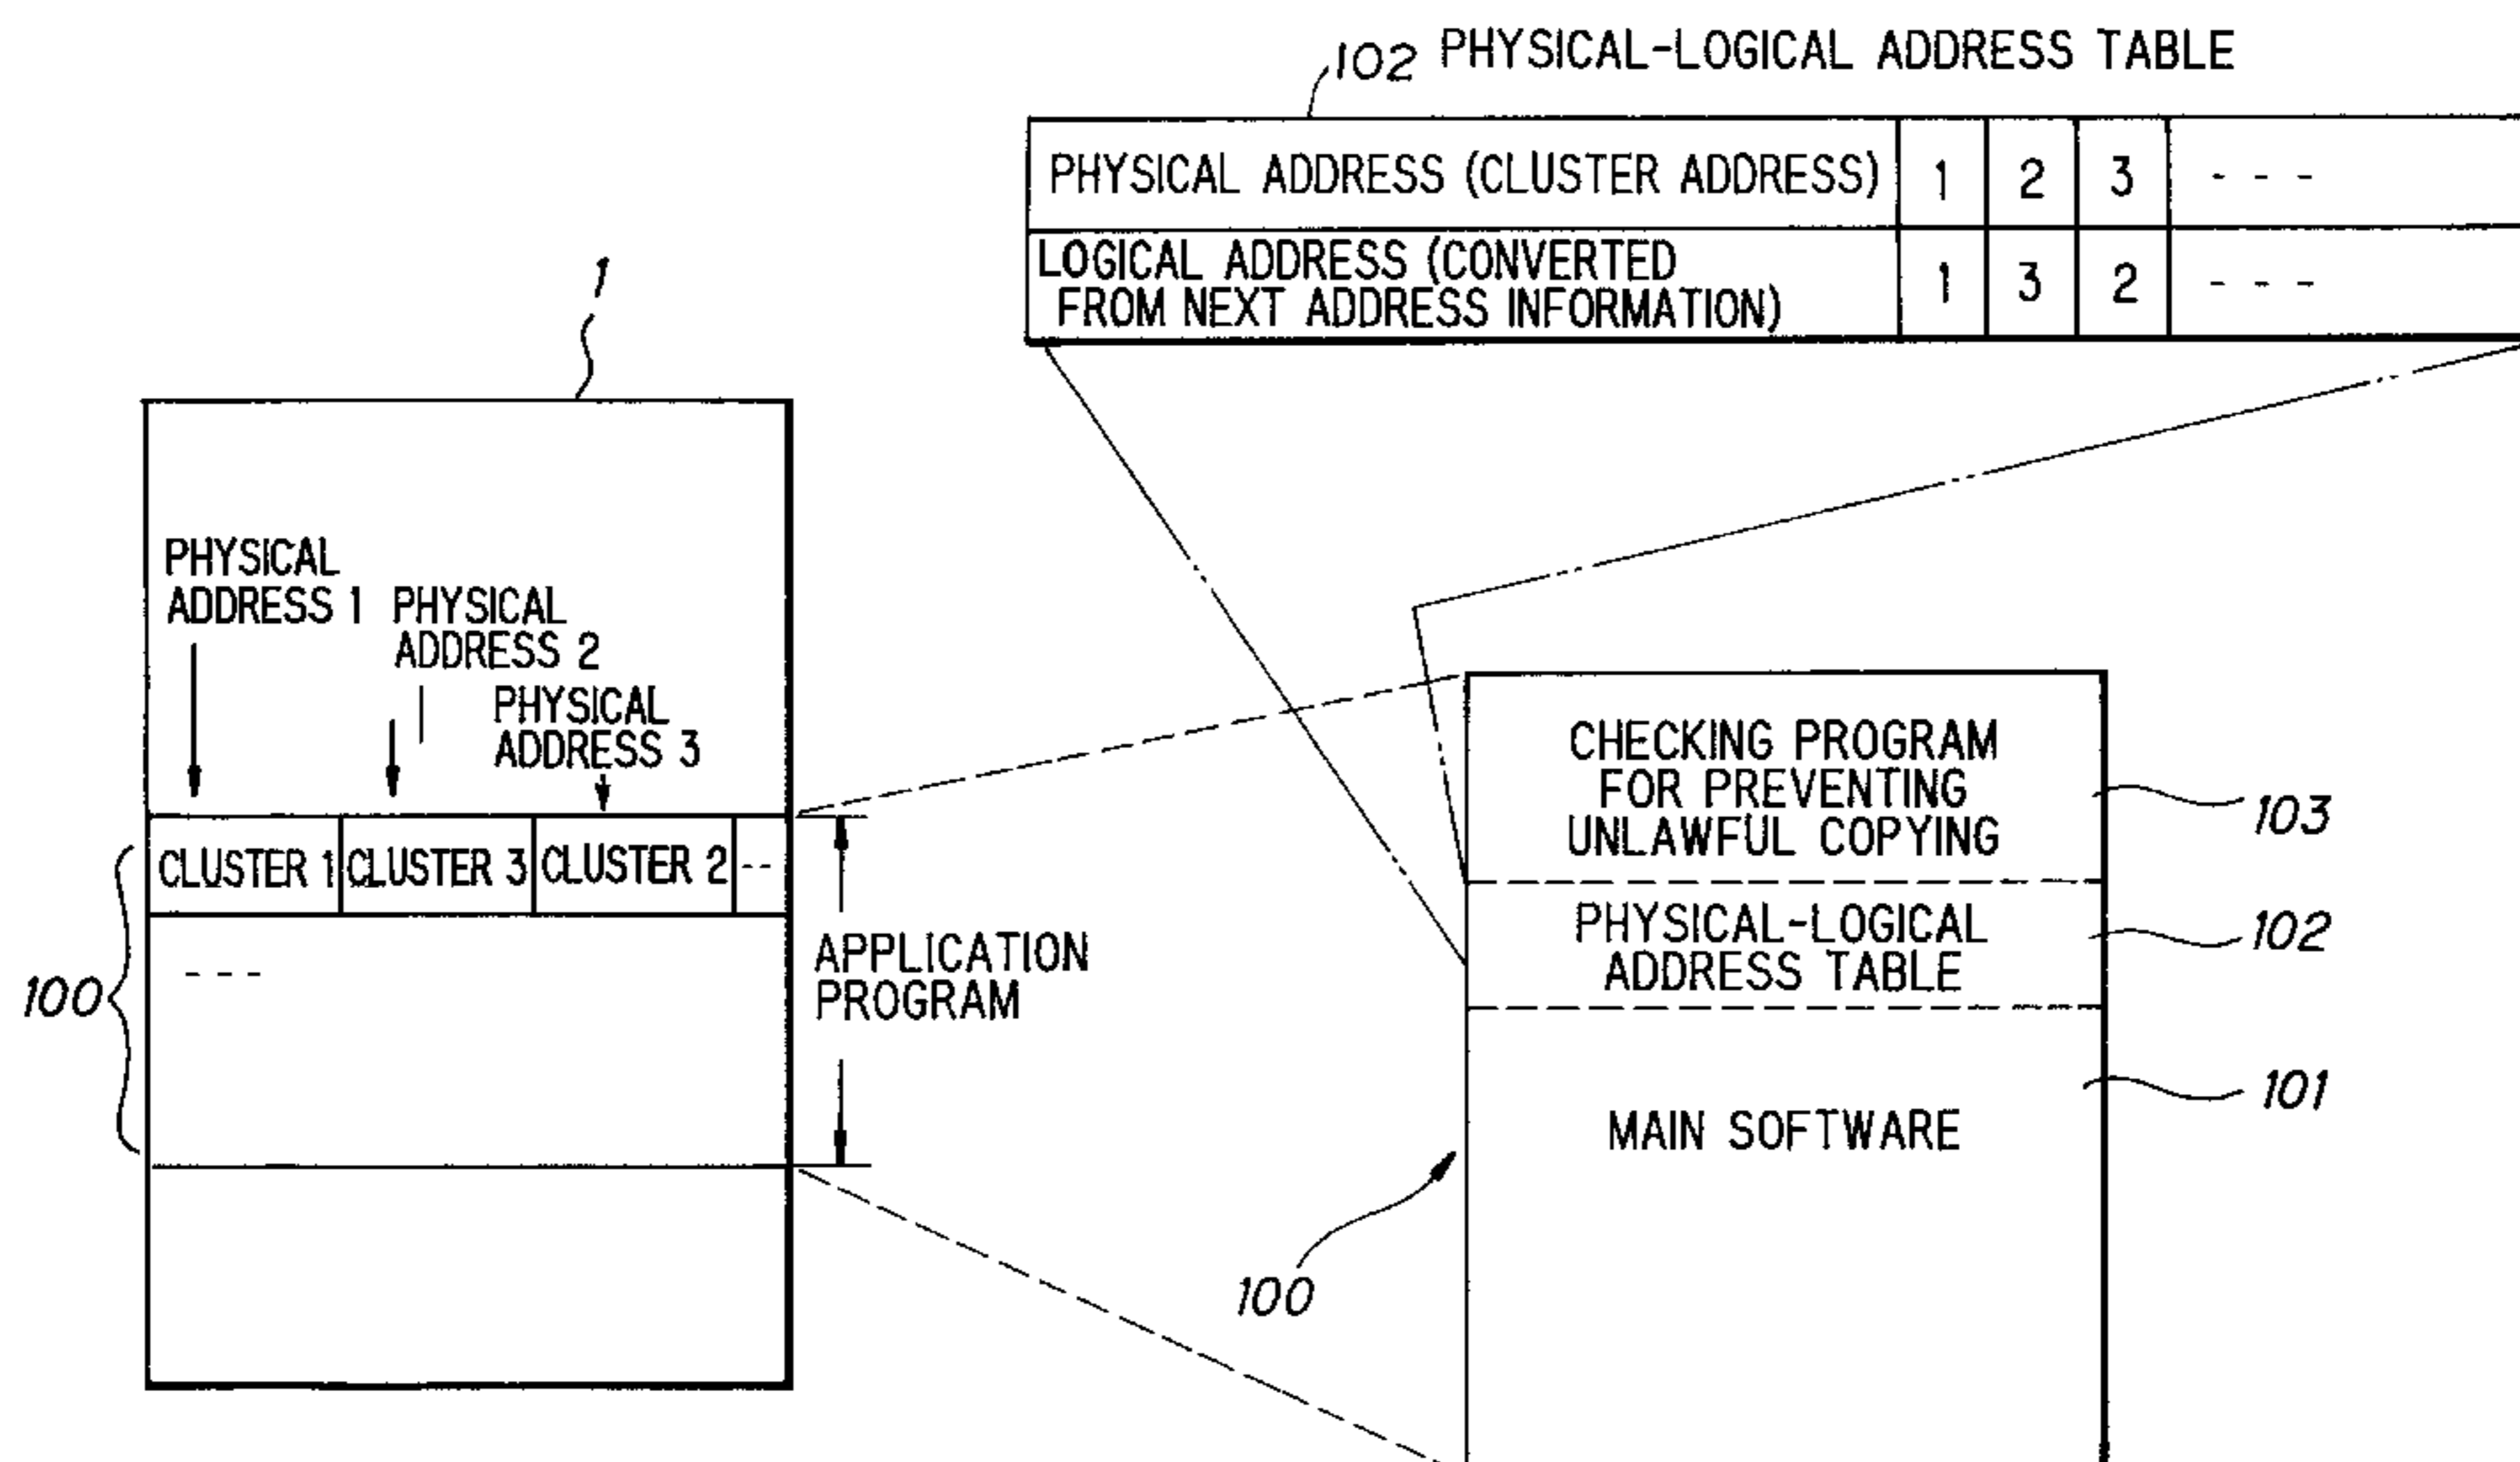 102 PHYSICAL-LOGICAL ADDRESS TABLE
PHYSICAL ADDRESS (CLUSTER ADDRESS) 1 2 3 - - -
LOGICAL ADDRESS (CONVERTED
FROM NEXT ADDRESS INFORMATION) 1 3 2 - - -
1
PHYSICAL
ADDRESS 1
PHYSICAL
ADDRESS 2
PHYSICAL
ADDRESS 3
CLUSTER 1 CLUSTER 3 CLUSTER 2 --
- - -
100
APPLICATION
PROGRAM
CHECKING PROGRAM
FOR PREVENTING
UNLAWFUL COPYING
103
PHYSICAL-LOGICAL
ADDRESS TABLE
102
101
MAIN SOFTWARE
100